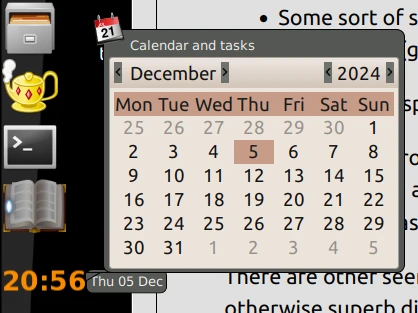 • Some sort of s
21
Calendar and tasks
December 2024
Mon Tue Wed Thu Fri Sat Sun
25 26 27 28 29 30 1
2 3 4 5 6 7 8
9 10 11 12 13 14 15
16 17 18 19 20 21 22
23 24 25 26 27 28 29
30 31 1 2 3 4 5
20:56 Thu 05 Dec
There are other seer
otherwise superb di